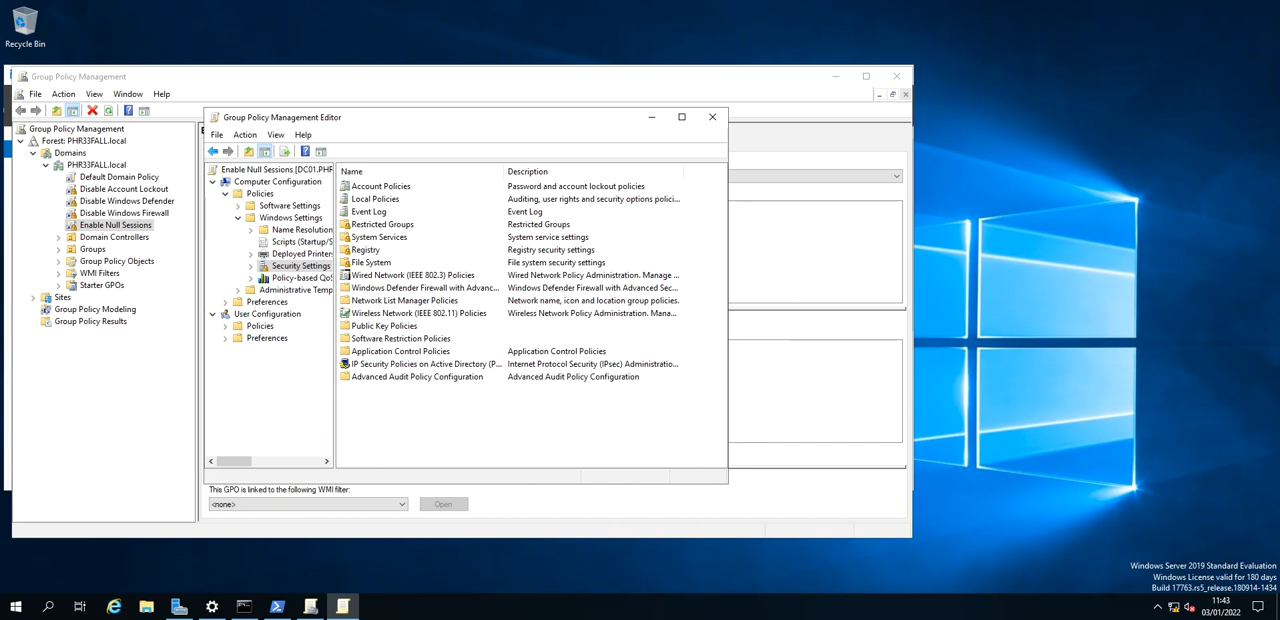 Recycle Bin
Group Policy Management
File Action View Window Help
Group Policy Management
Forest: PHR33FALL.local
Domains
PHR33FALL.local
Default Domain Policy
Disable Account Lockout
Disable Windows Defender
Disable Windows Firewall
Enable Null Sessions
Domain Controllers
Groups
Group Policy Objects
WMI Filters
Starter GPOs
Sites
Group Policy Modeling
Group Policy Results
Group Policy Management Editor
File Action View Help
Enable Null Sessions [DC01.PHR
Computer Configuration
Policies
Software Settings
Windows Settings
Name Resolution
Scripts (Startup/S
Deployed Printer
Security Settings
Policy-based QoS
Administrative Temp
Preferences
User Configuration
Policies
Preferences
Name Description
Account Policies Password and account lockout policies
Local Policies Auditing, user rights and security options polici...
Event Log Event Log
Restricted Groups Restricted Groups
System Services System service settings
Registry Registry security settings
File System File system security settings
Wired Network (IEEE 802.3) Policies Wired Network Policy Administration. Manage ...
Windows Defender Firewall with Advanc... Windows Defender Firewall with Advanced Sec...
Network List Manager Policies Network name, icon and location group policies.
Wireless Network (IEEE 802.11) Policies Wireless Network Policy Administration. Mana...
Public Key Policies
Software Restriction Policies
Application Control Policies Application Control Policies
IP Security Policies on Active Directory (P... Internet Protocol Security (IPsec) Administratio...
Advanced Audit Policy Configuration Advanced Audit Policy Configuration
This GPO is linked to the following WMI filter:
<none> Open
Windows Server 2019 Standard Evaluation
Windows License valid for 180 days
Build 17763.rs5_release.180914-1434
11:43
03/01/2022